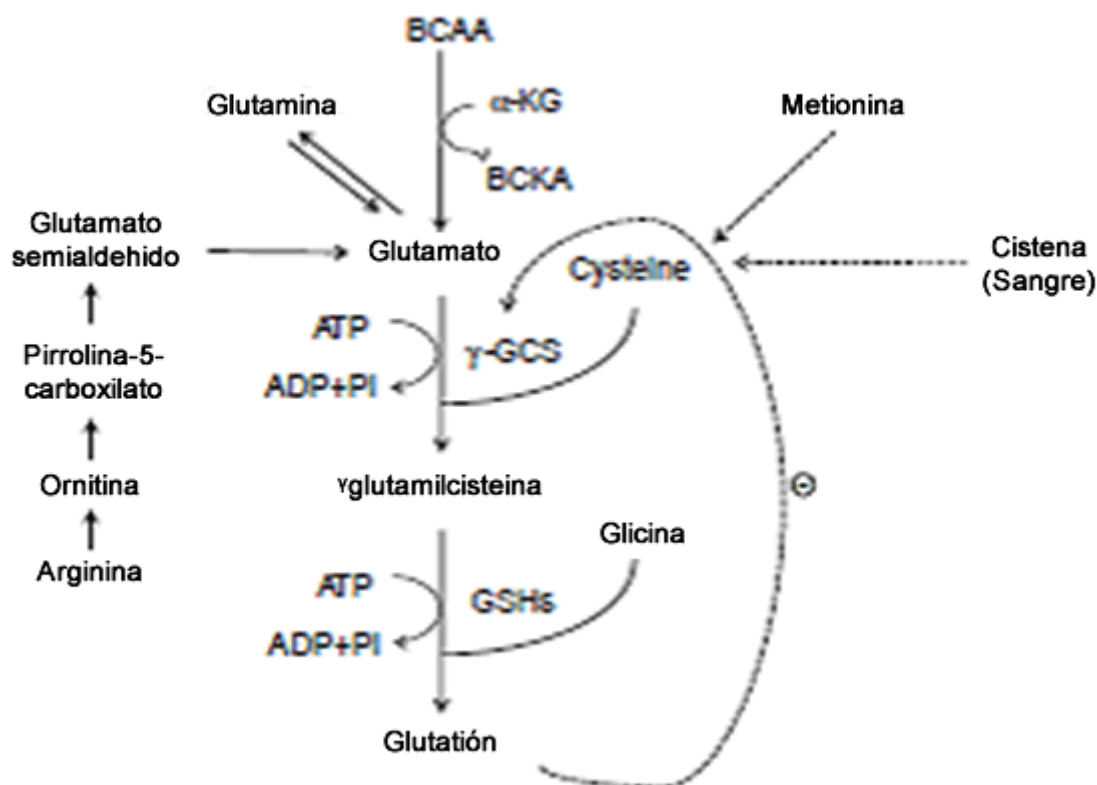 BCAA
Glutamina
α-KG
Metionina
BCKA
Glutamato
semialdehido
Glutamato
Cysteine
Cistena
(Sangre)
ATP
γ-GCS
ADP+PI
Pirrolina-5-
carboxilato
Ornitina
γglutamilcisteina
Glicina
Arginina
ATP
GSHs
ADP+PI
Glutatión